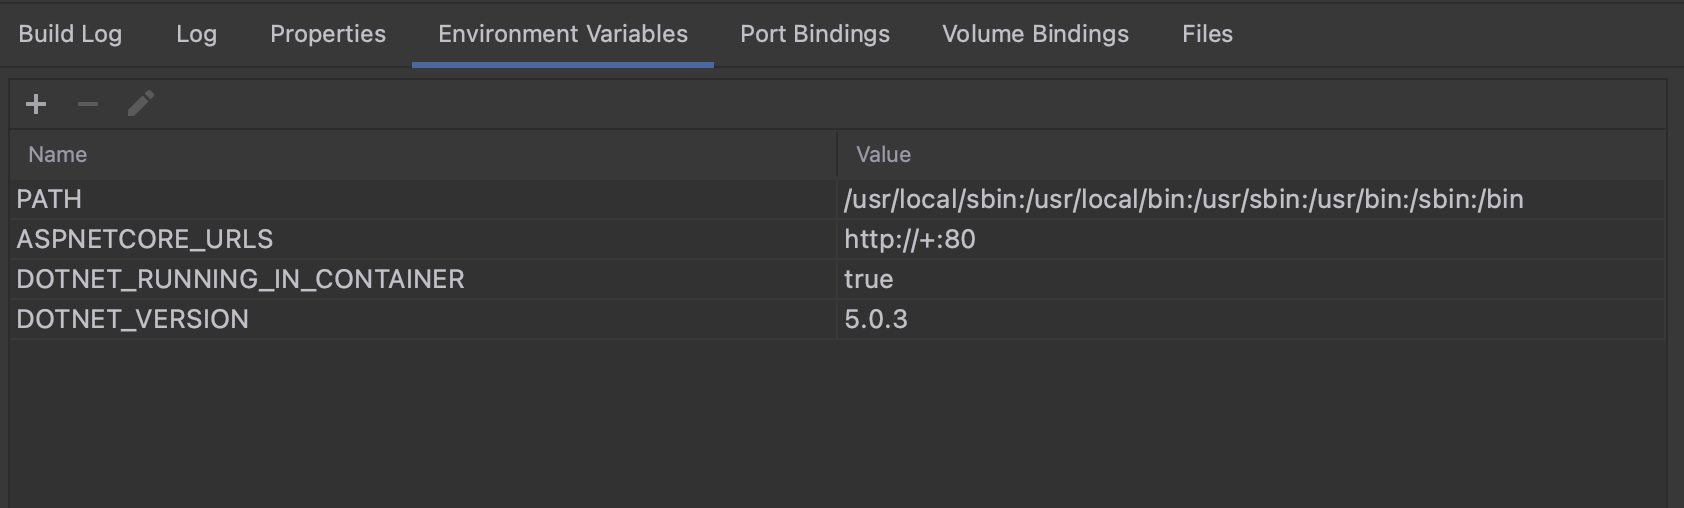 Build Log Log Properties Environment Variables Port Bindings Volume Bindings Files
Name Value
PATH /usr/local/sbin:/usr/local/bin:/usr/sbin:/usr/bin:/sbin:/bin
ASPNETCORE_URLS http://+:80
DOTNET_RUNNING_IN_CONTAINER true
DOTNET_VERSION 5.0.3